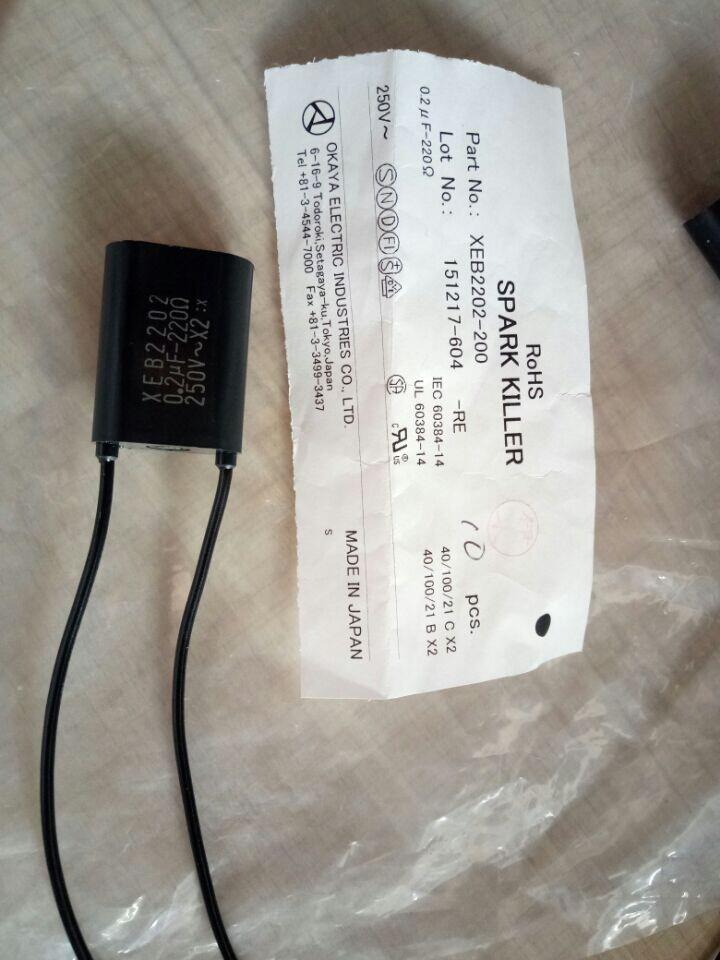 RoHS
SPARK KILLER
Part No.: XEB2202-200
Lot No.: 151217-604 -RE
10 pcs.
0.2μF-220Ω
IEC 60384-14 40/100/21 C X2
UL 60384-14 40/100/21 B X2
250V~ S N D FI S
SA c us
OKAYA ELECTRIC INDUSTRIES CO., LTD.
6-16-9 Todoroki,Setagaya-ku,Tokyo,Japan
Tel +81-3-4544-7000 Fax +81-3-3499-3437
MADE IN JAPAN
S
XEB2202
0.2μF-220Ω
250V~X2